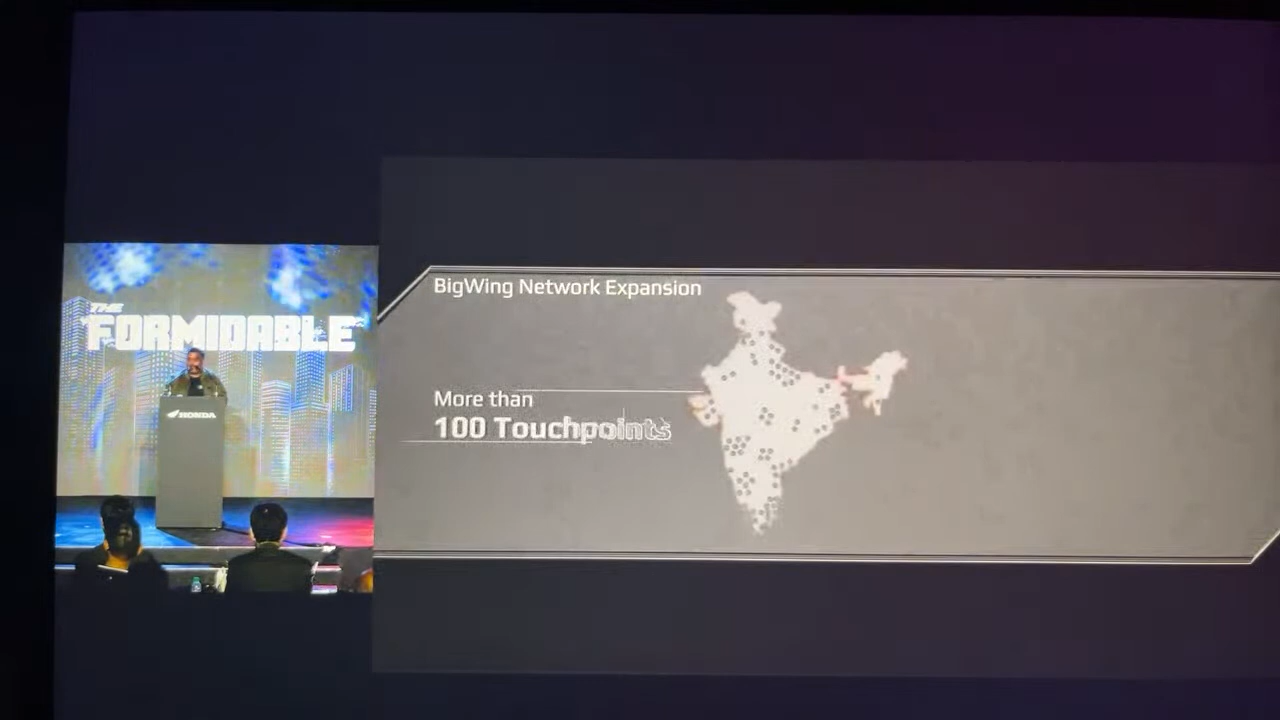 THE
FORMIDABLE
HONDA
BigWing Network Expansion
More than
100 Touchpoints